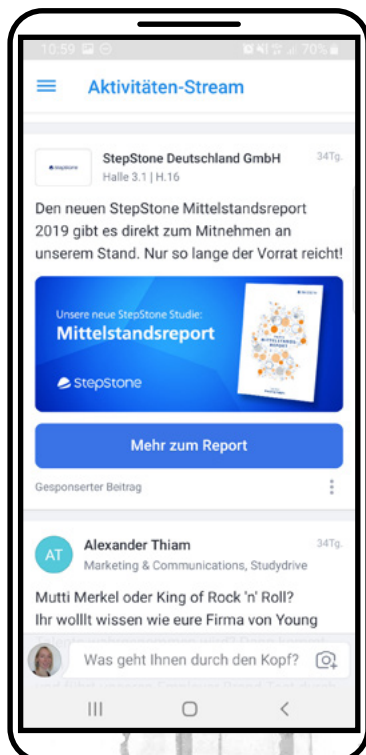 10:59
70%
Aktivitäten-Stream
StepStone Deutschland GmbH
34Tg.
Halle 3.1 | H.16
Den neuen StepStone Mittelstandsreport
2019 gibt es direkt zum Mitnehmen an
unserem Stand. Nur so lange der Vorrat reicht!
Unsere neue StepStone Studie:
Mittelstandsreport
StepStone
MITTELSTANDS-
REPORT
Mehr zum Report
Gesponserter Beitrag
AT
Alexander Thiam
34Tg.
Marketing & Communications, Studydrive
Mutti Merkel oder King of Rock 'n' Roll?
Ihr wolllt wissen wie eure Firma von Young
Was geht Ihnen durch den Kopf?